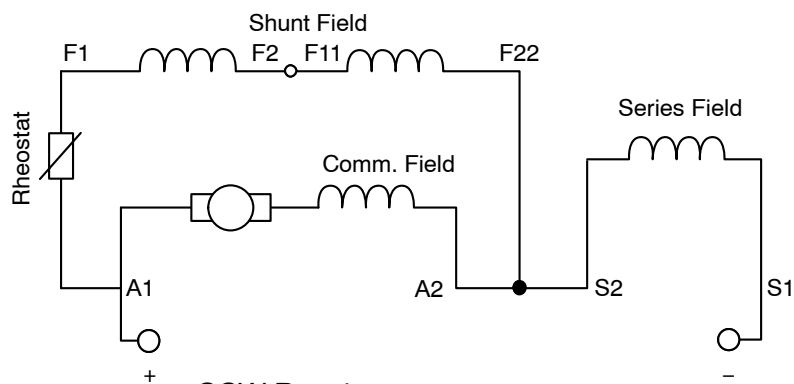 Shunt Field
F1 F2 F11 F22
Series Field
Rheostat
Comm. Field
A1 A2 S2 S1
+ −